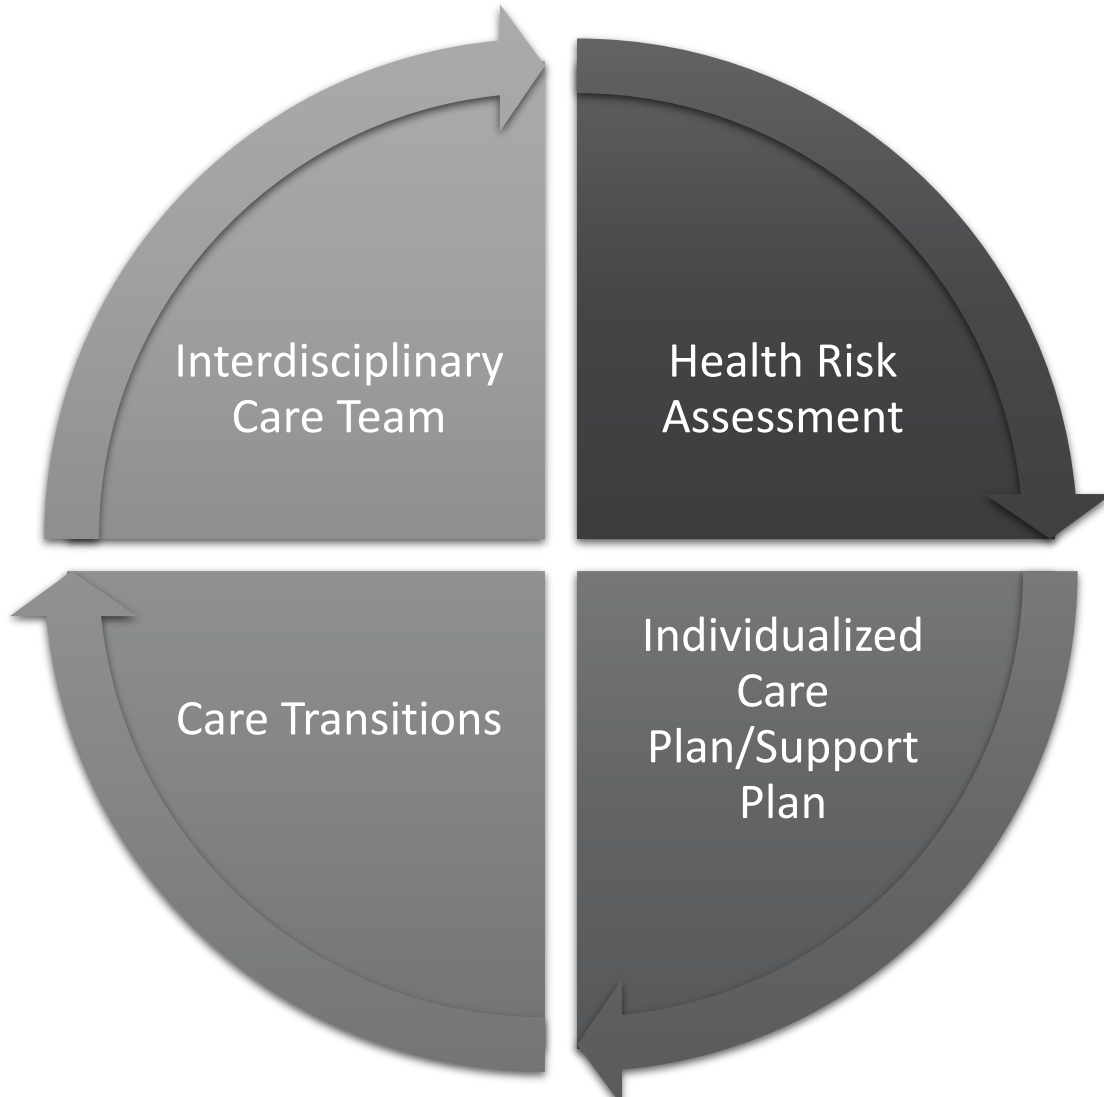 Interdisciplinary
Care Team
Health Risk
Assessment
Care Transitions
Individualized
Care
Plan/Support
Plan